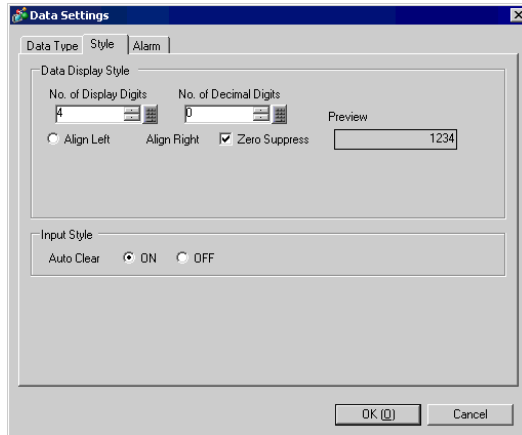 Data Settings
Data Type Style Alarm
Data Display Style
No. of Display Digits No. of Decimal Digits
4 0 Preview
Align Left Align Right Zero Suppress 1234
Input Style
Auto Clear ON OFF
OK (O) Cancel